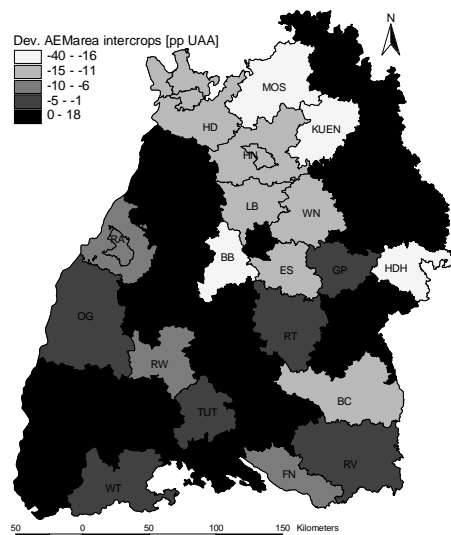 N
Dev. AEMarea intercrops [pp UAA]
-40 - -16
-15 - -11
-10 - -6
-5 - -1
0 - 18
MOS
HD
KUEN
HN
LB
WN
RA
BB
ES
GP
HDH
OG
RT
RW
BC
TUT
WT
FN
RV
50 0 50 100 150 Kilometers